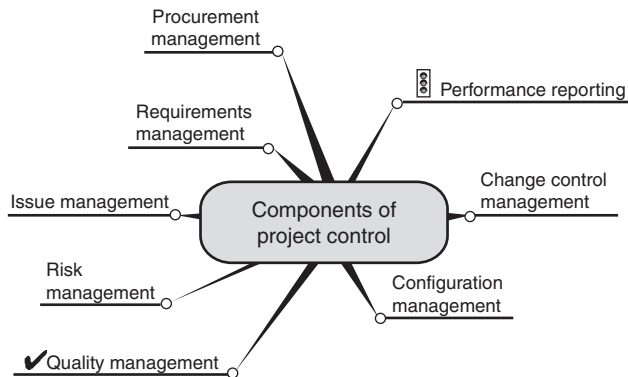 Procurement
management
Performance reporting
Requirements
management
Change control
management
Issue management
Components of
project control
Risk
management
Configuration
management
Quality management